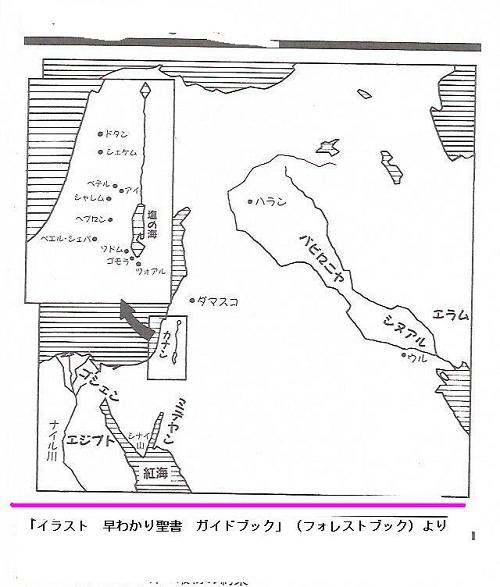 ドタン
シェケム
ベテル
アイ
シャレム
ヘブロン
塩の海
ベエル・シェバ
ソドム
ゴモラ
ツォアル
ハラン
バビロニヤ
ダマスコ
エラム
シヌアル
ウル
カナン
ゴシェン
ミデヤン
ナイル川
エジプト
シナイ山
紅海
『イラスト 早わかり聖書 ガイドブック」（フォレストブック）より